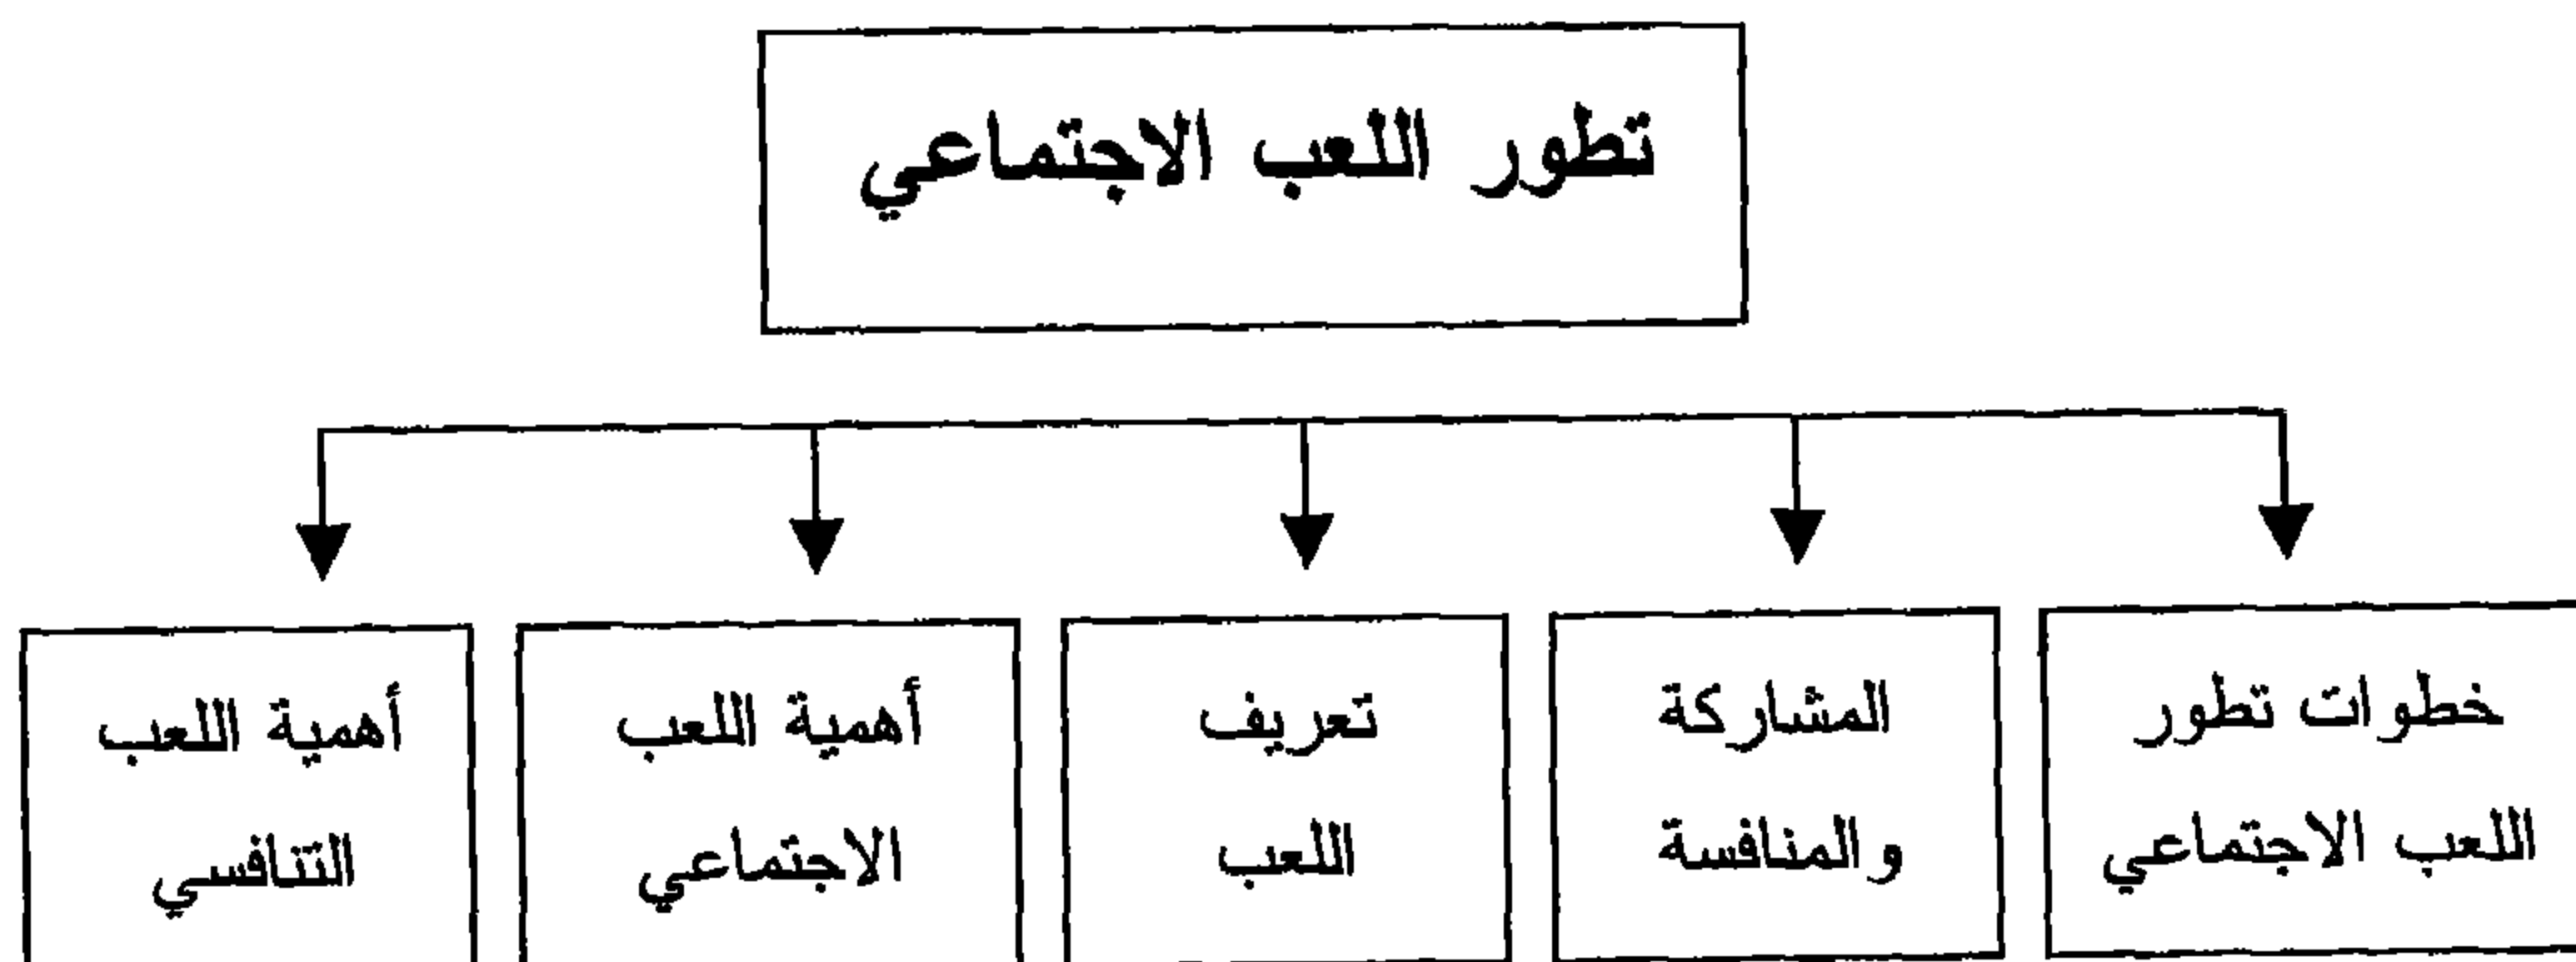 تطور اللعب الاجتماعي
خطوات تطور
اللعب الاجتماعي
المشاركة
والمنافسة
تعريف
اللعب
أهمية اللعب
الاجتماعي
أهمية اللعب
التنافسي